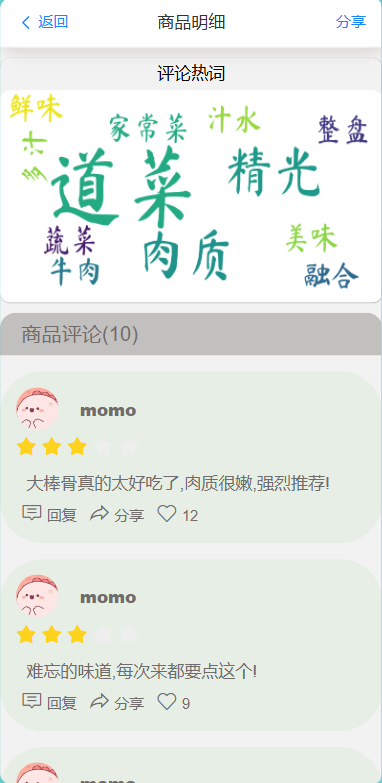 返回 商品明细 分享
评论热词
鲜味
家常菜
汁水
整盘
多汁
道菜
精光
蔬菜
肉质
美味
牛肉
融合
商品评论(10)
momo
大棒骨真的太好吃了,肉质很嫩,强烈推荐!
回复 分享 12
momo
难忘的味道,每次来都要点这个!
回复 分享 9
momo